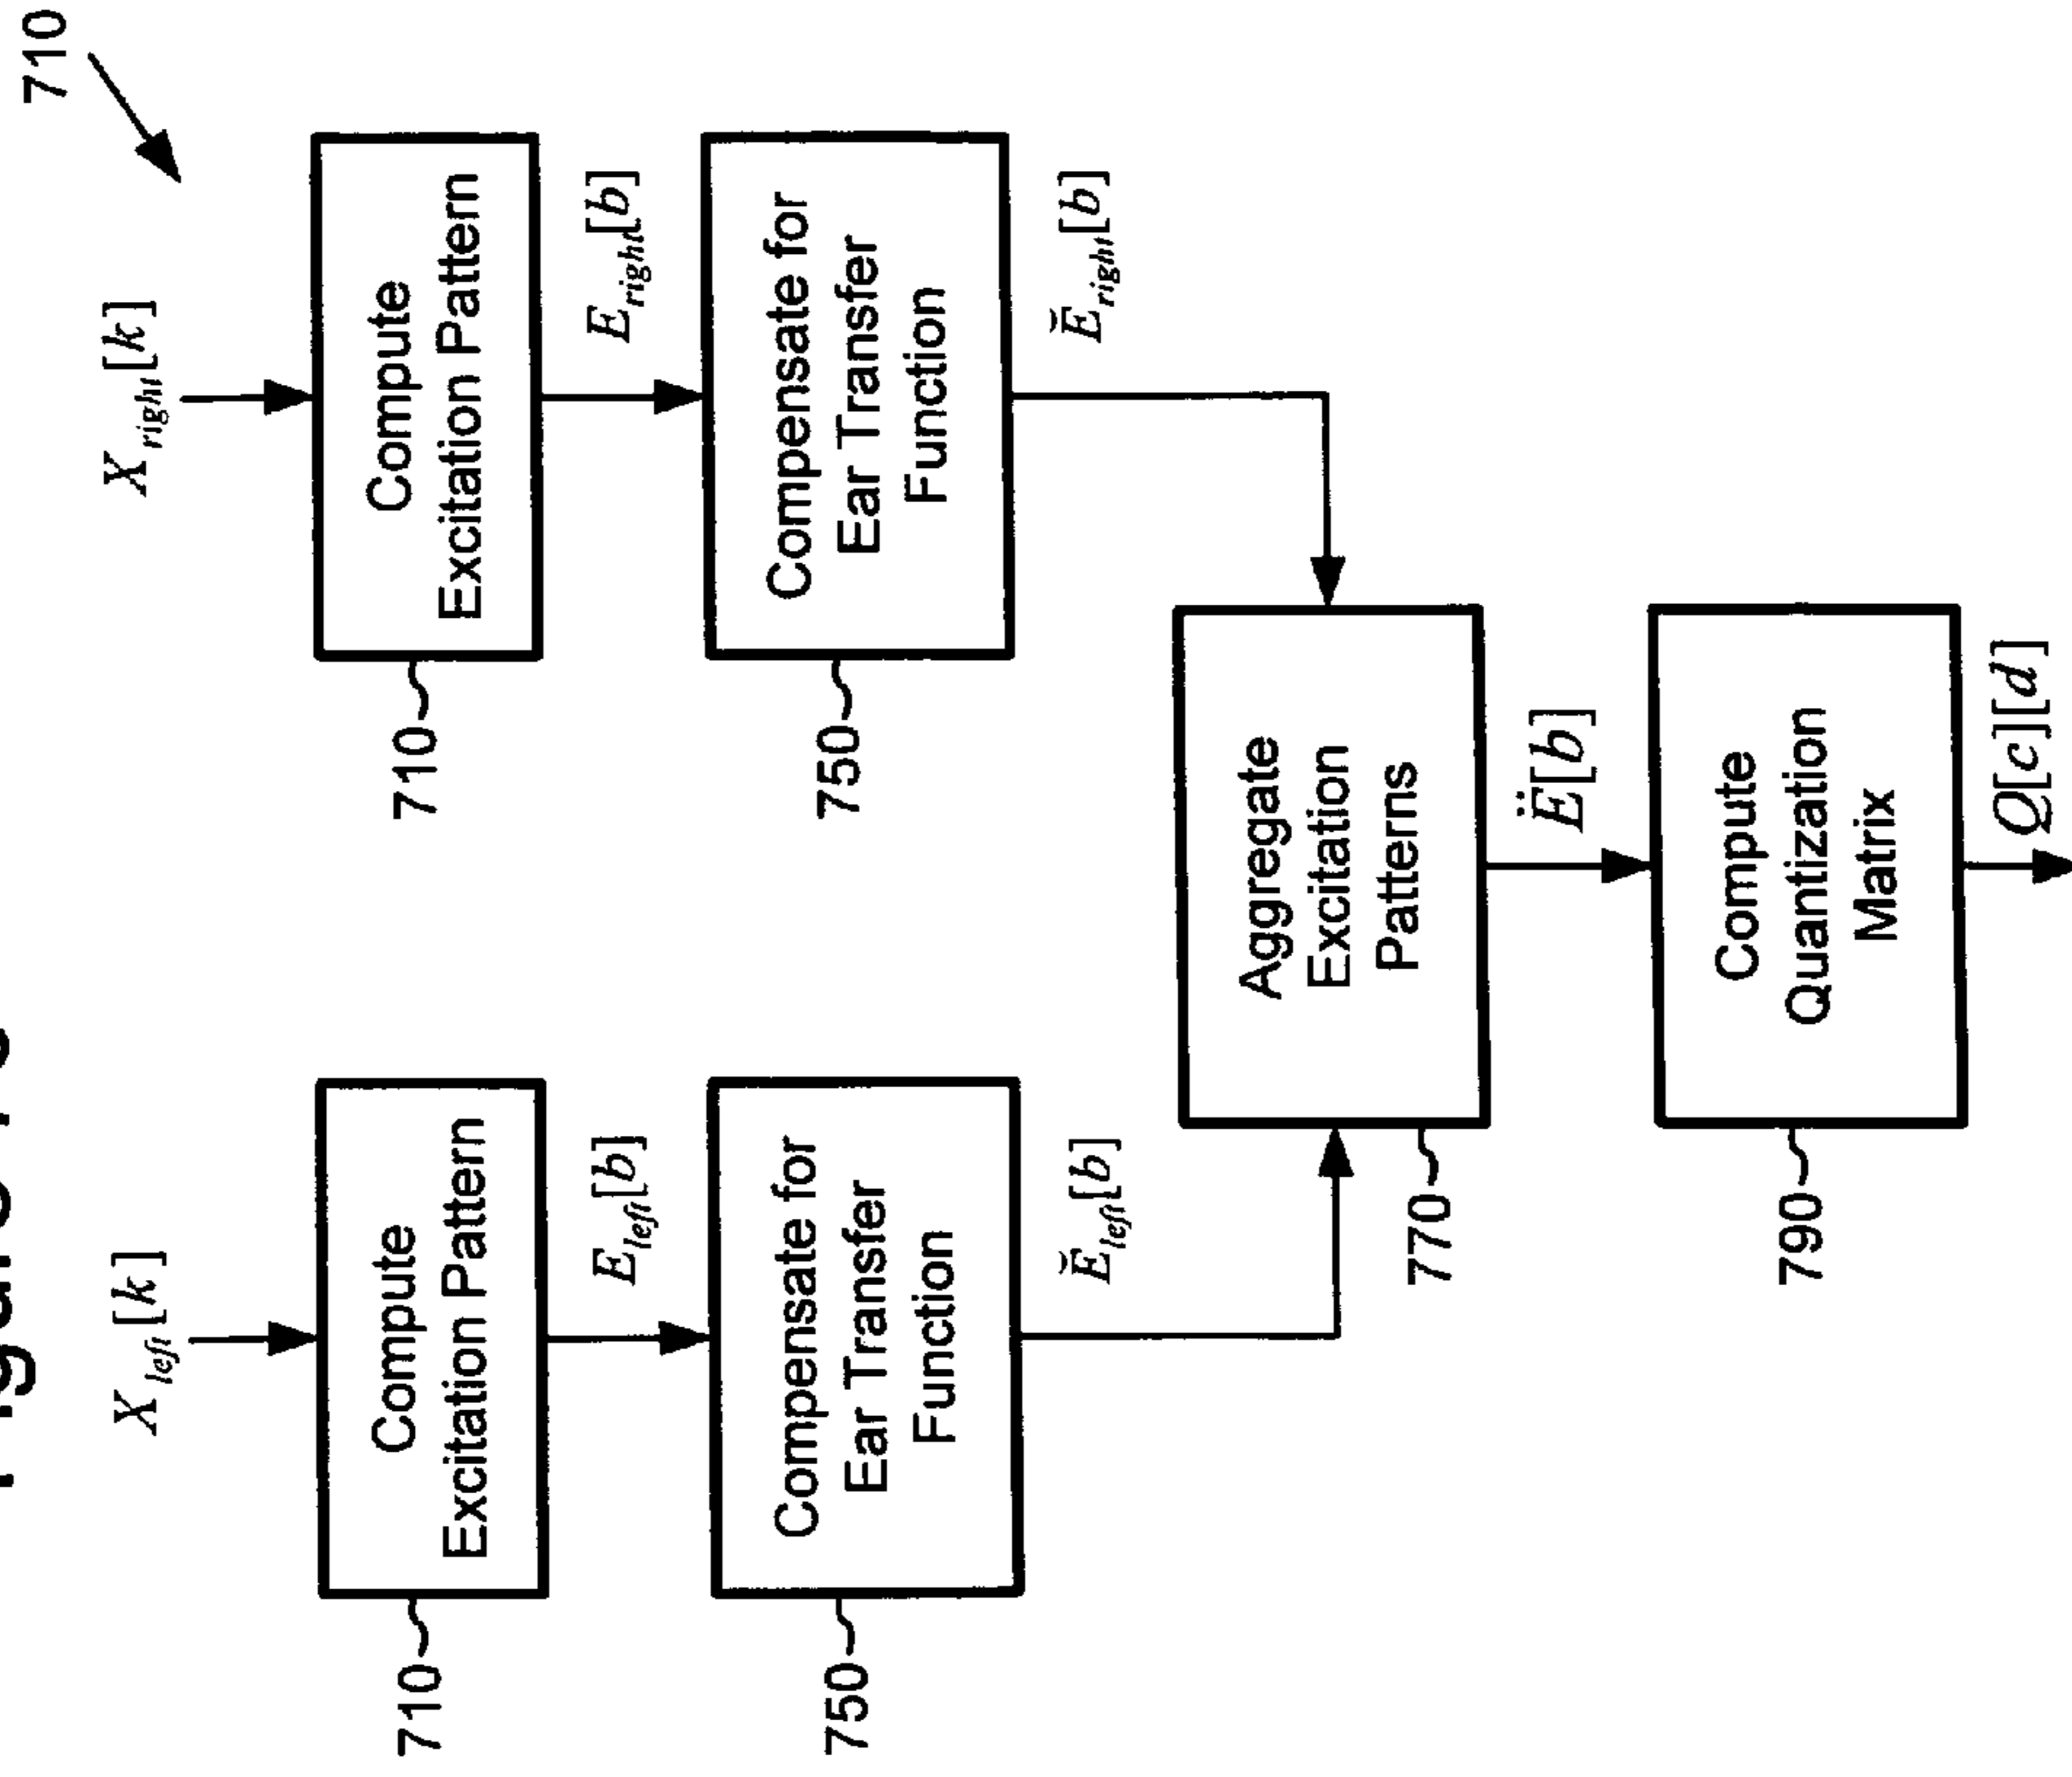 710
X_left[k]
X_right[k]
Compute
Excitation Pattern
710
Compute
Excitation Pattern
710
E_left[b]
E_right[b]
Compensate for
Ear Transfer
Function
750
Compensate for
Ear Transfer
Function
750
Ĕ_left[b]
Ĕ_right[b]
Aggregate
Excitation
Patterns
770
Ë[b]
Compute
Quantization
Matrix
790
Q[c][d]